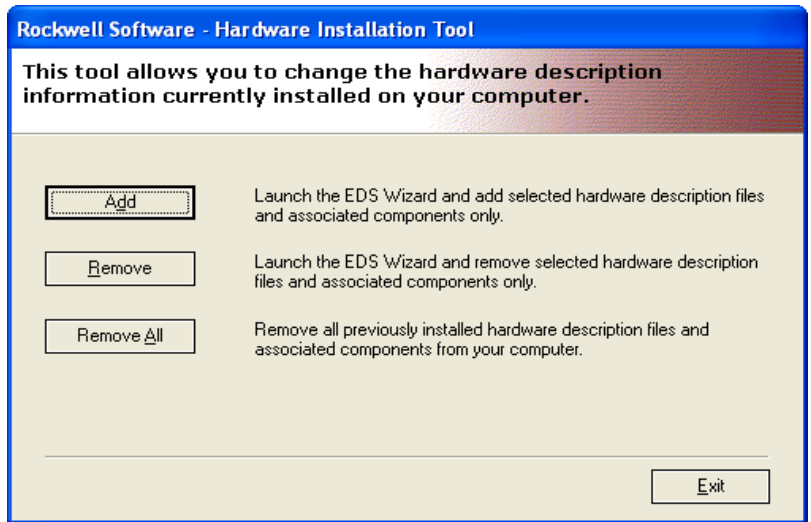 Rockwell Software - Hardware Installation Tool
This tool allows you to change the hardware description
information currently installed on your computer.
Add
Launch the EDS Wizard and add selected hardware description files
and associated components only.
Remove
Launch the EDS Wizard and remove selected hardware description
files and associated components only.
Remove All
Remove all previously installed hardware description files and
associated components from your computer.
Exit